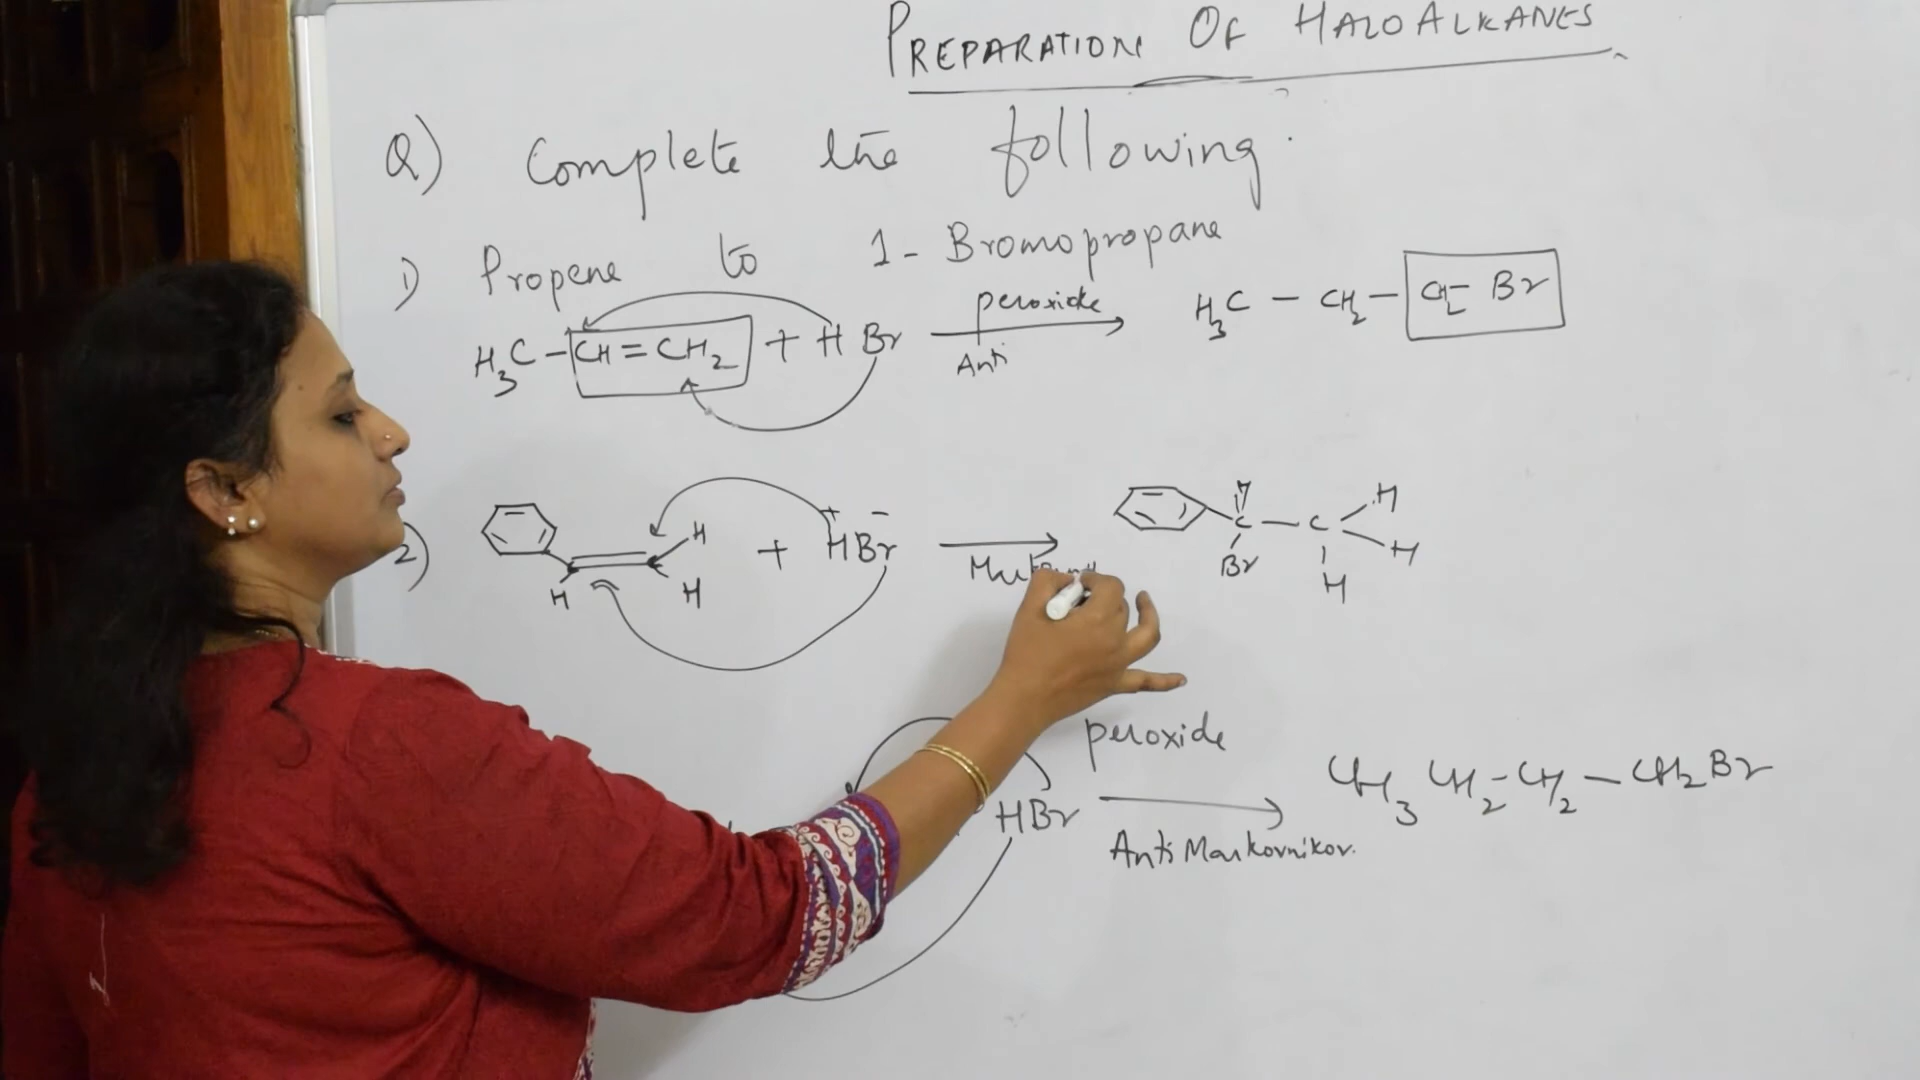 PREPARATION OF HALOALKANES
Q) Complete the following.
1) Propene to 1-Bromopropane
H3C - CH = CH2 + H Br peroxide Anti H3C - CH2 - CH2 - Br
2) H H H + H+ Br- H C Br C H H H
HBr peroxide Anti Markovnikov. CH3 CH2 - CH2 - CH2 Br